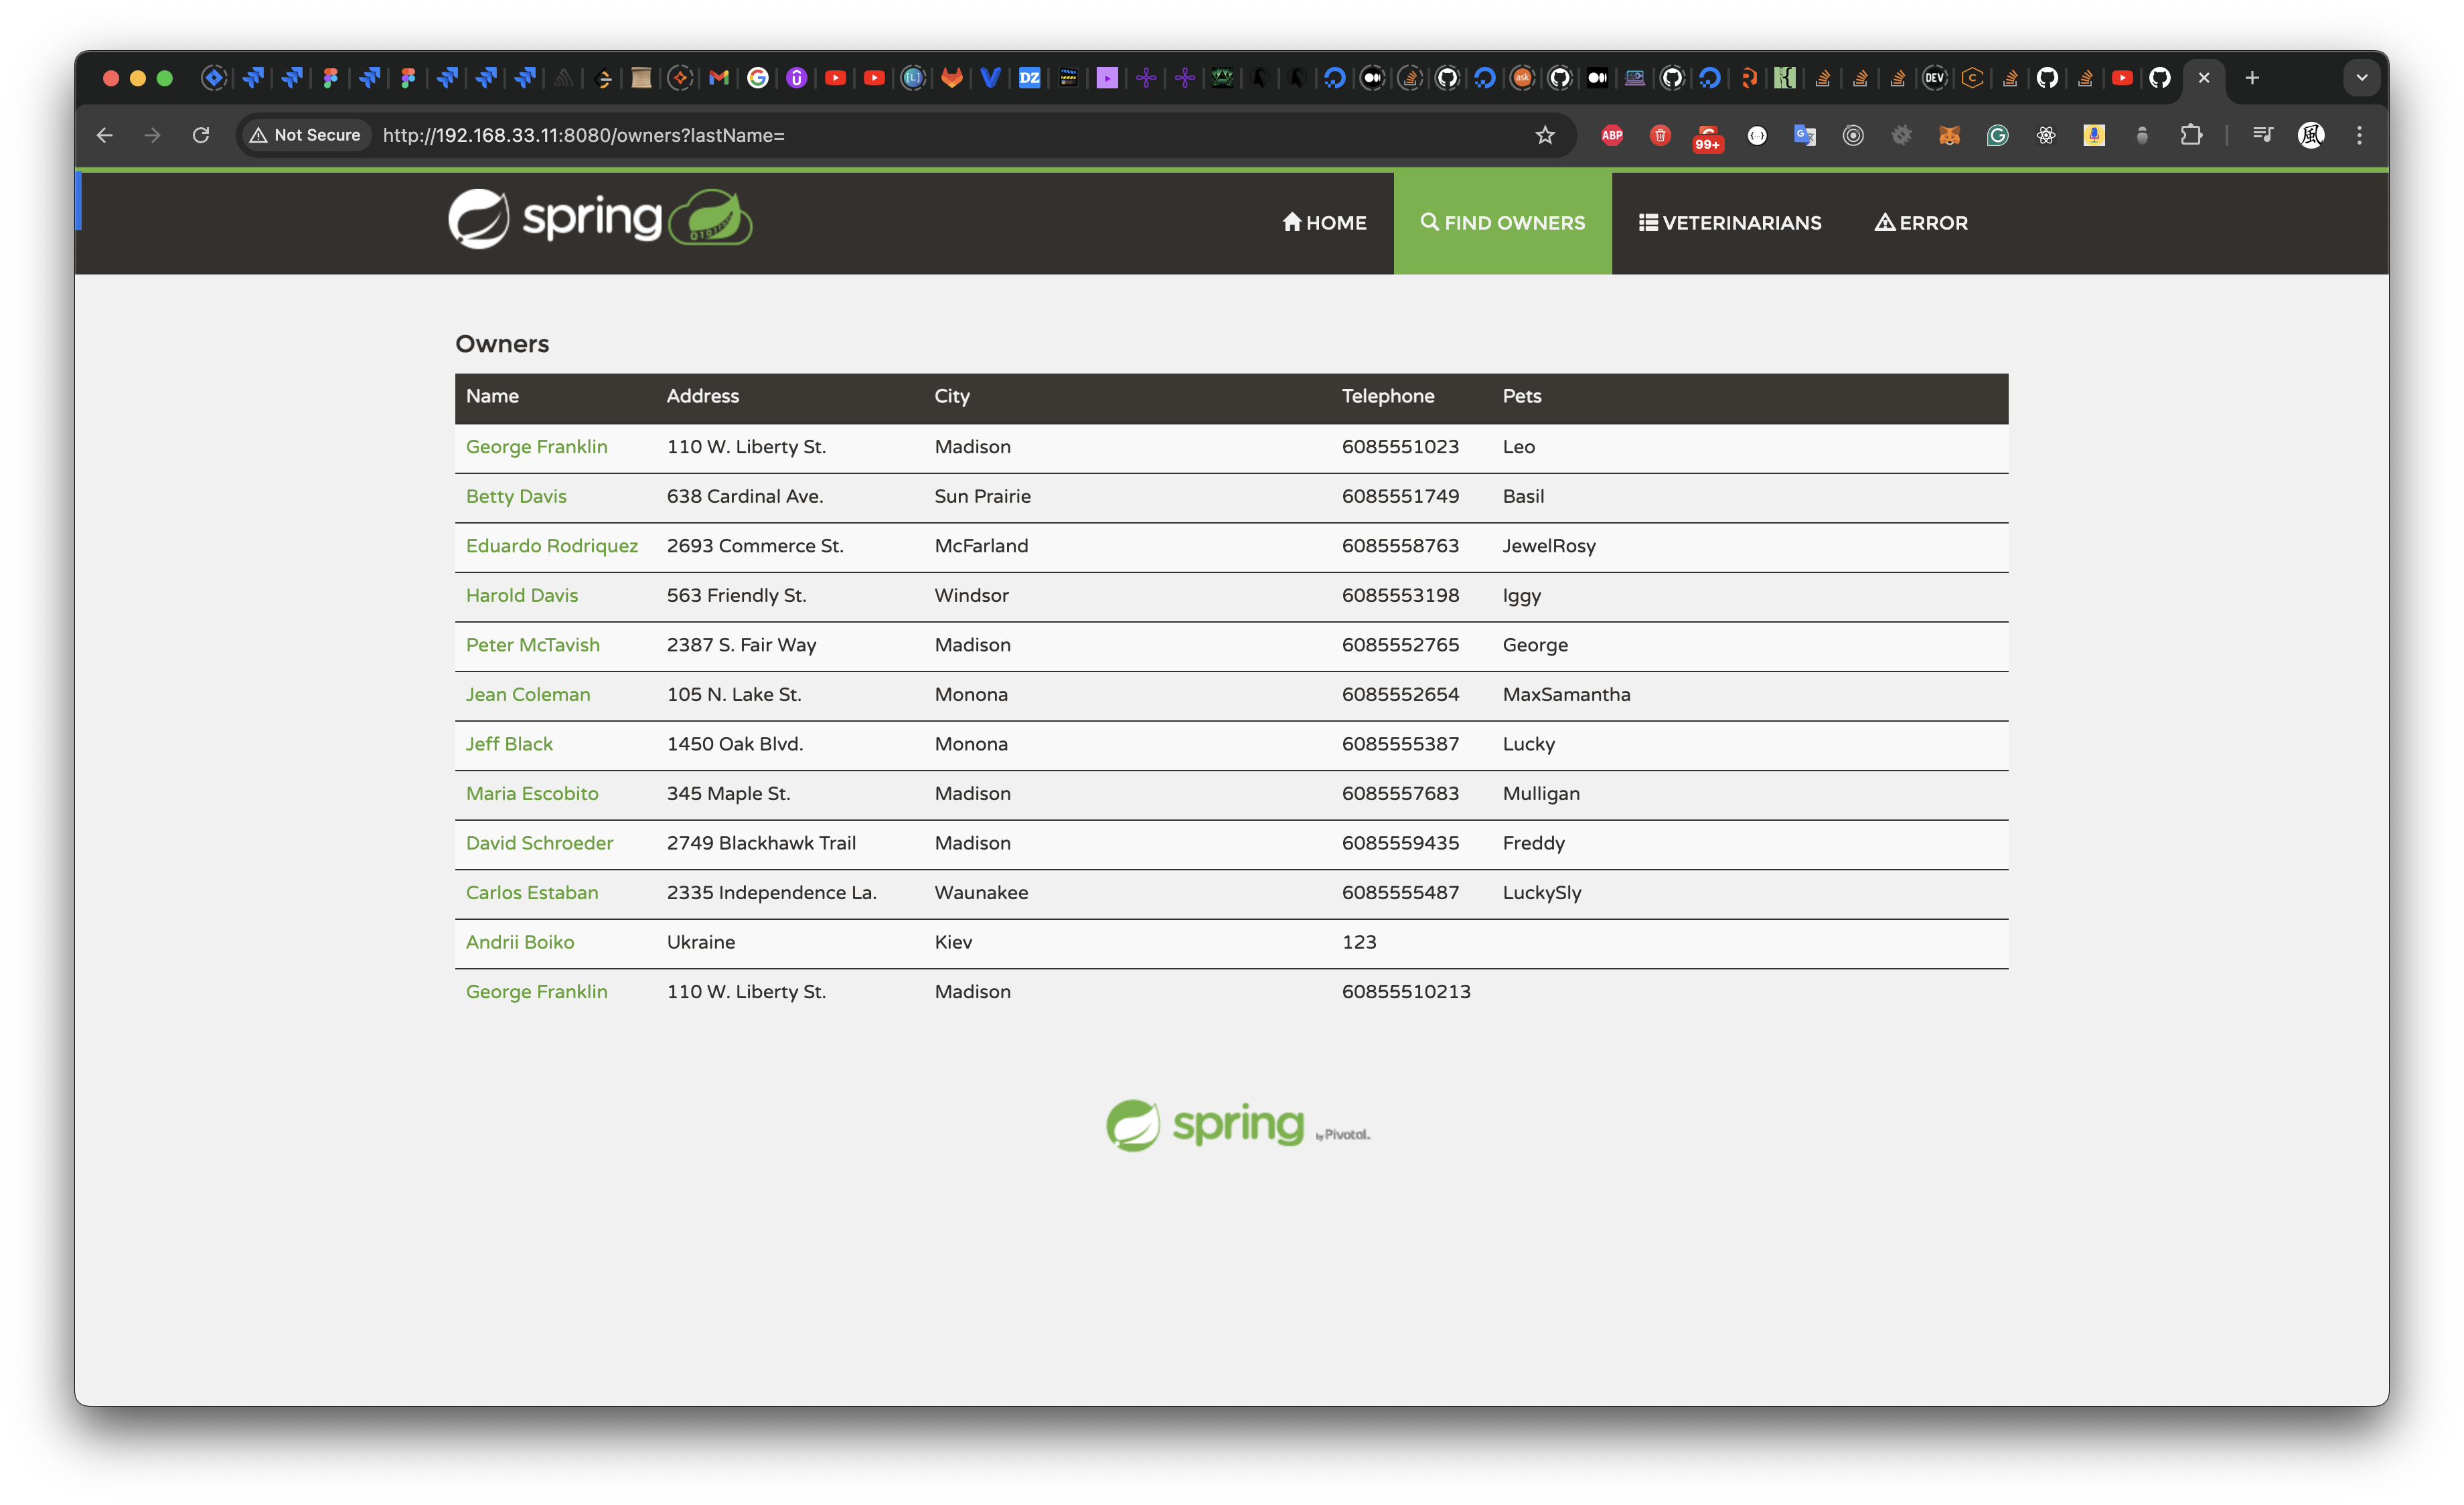 DZ
DEV
Not Secure
http://192.168.33.11:8080/owners?lastName=
ABP
99+
風
spring
HOME
FIND OWNERS
VETERINARIANS
ERROR
Owners
Name Address City Telephone Pets
George Franklin 110 W. Liberty St. Madison 6085551023 Leo
Betty Davis 638 Cardinal Ave. Sun Prairie 6085551749 Basil
Eduardo Rodriquez 2693 Commerce St. McFarland 6085558763 JewelRosy
Harold Davis 563 Friendly St. Windsor 6085553198 Iggy
Peter McTavish 2387 S. Fair Way Madison 6085552765 George
Jean Coleman 105 N. Lake St. Monona 6085552654 MaxSamantha
Jeff Black 1450 Oak Blvd. Monona 6085555387 Lucky
Maria Escobito 345 Maple St. Madison 6085557683 Mulligan
David Schroeder 2749 Blackhawk Trail Madison 6085559435 Freddy
Carlos Estaban 2335 Independence La. Waunakee 6085555487 LuckySly
Andrii Boiko Ukraine Kiev 123
George Franklin 110 W. Liberty St. Madison 60855510213
spring by Pivotal.